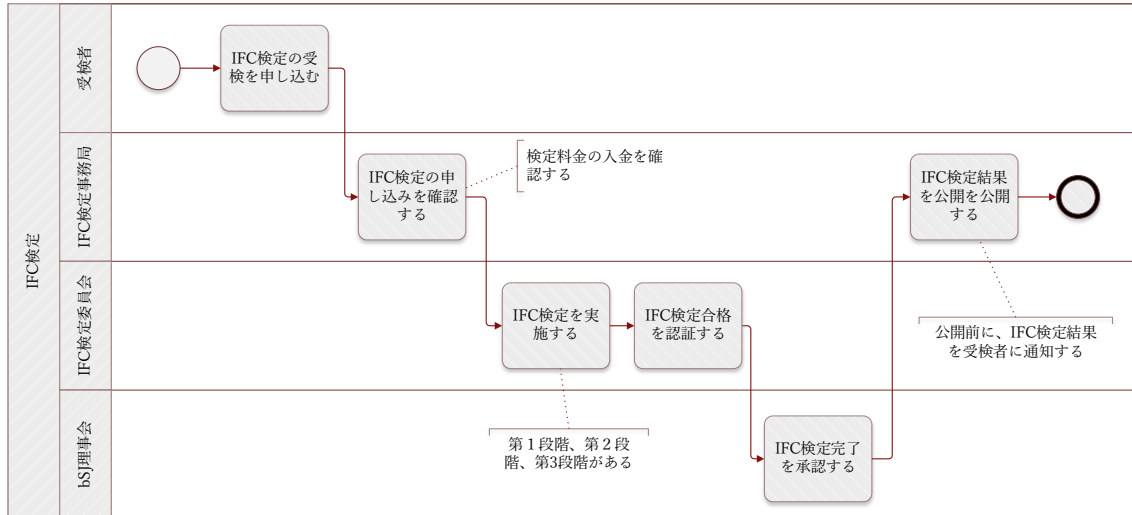 IFC検定
受検者
IFC検定の受
検を申し込む
IFC検定事務局
IFC検定の申
し込みを確認
する
検定料金の入金を確
認する
IFC検定結果
を公開を公開
する
IFC検定委員会
IFC検定を実
施する
IFC検定合格
を認証する
公開前に、IFC検定結果
を受検者に通知する
bSJ理事会
第１段階、第２段
階、第3段階がある
IFC検定完了
を承認する